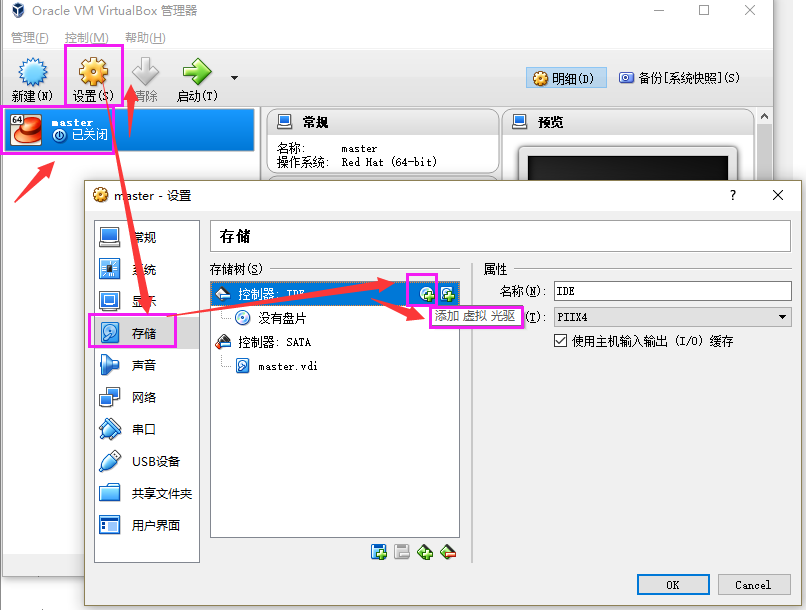 Oracle VM VirtualBox 管理器
管理(F) 控制(M) 帮助(H)
新建(N) 设置(S) 清除 启动(T) 明细(D) 备份[系统快照](S)
64 master
已关闭
常规
名称: master
操作系统: Red Hat (64-bit)
预览
master - 设置
?
常规
系统
显示
存储
声音
网络
串口
USB设备
共享文件夹
用户界面
存储
存储树(S)
控制器: IDE
没有盘片
控制器: SATA
master.vdi
添加 虚拟 光驱
属性
名称(N): IDE
(T): PIIX4
使用主机输入输出 (I/O) 缓存
OK Cancel